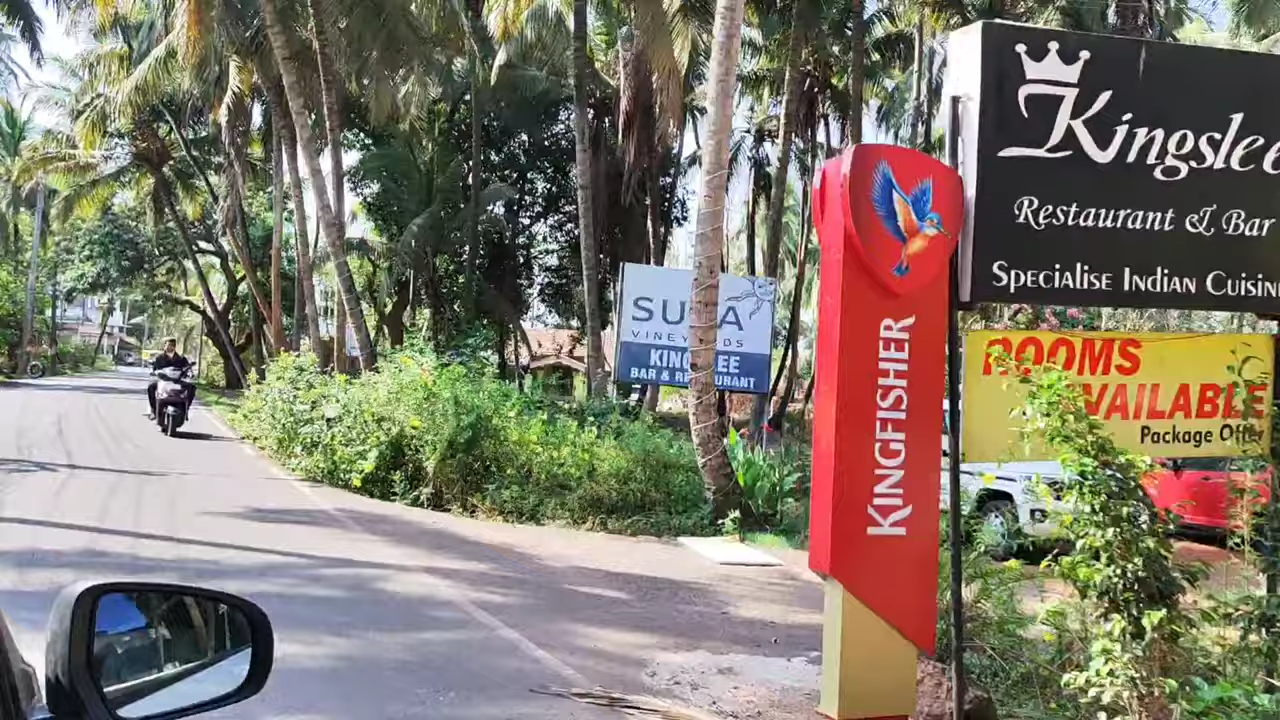 Kingslee
Restaurant & Bar
Specialise Indian Cuisin
KINGFISHER
ROOMS
AVAILABLE
Package Offer
SULA
VINEYARDS
KINGSLEE
BAR & RESTAURANT